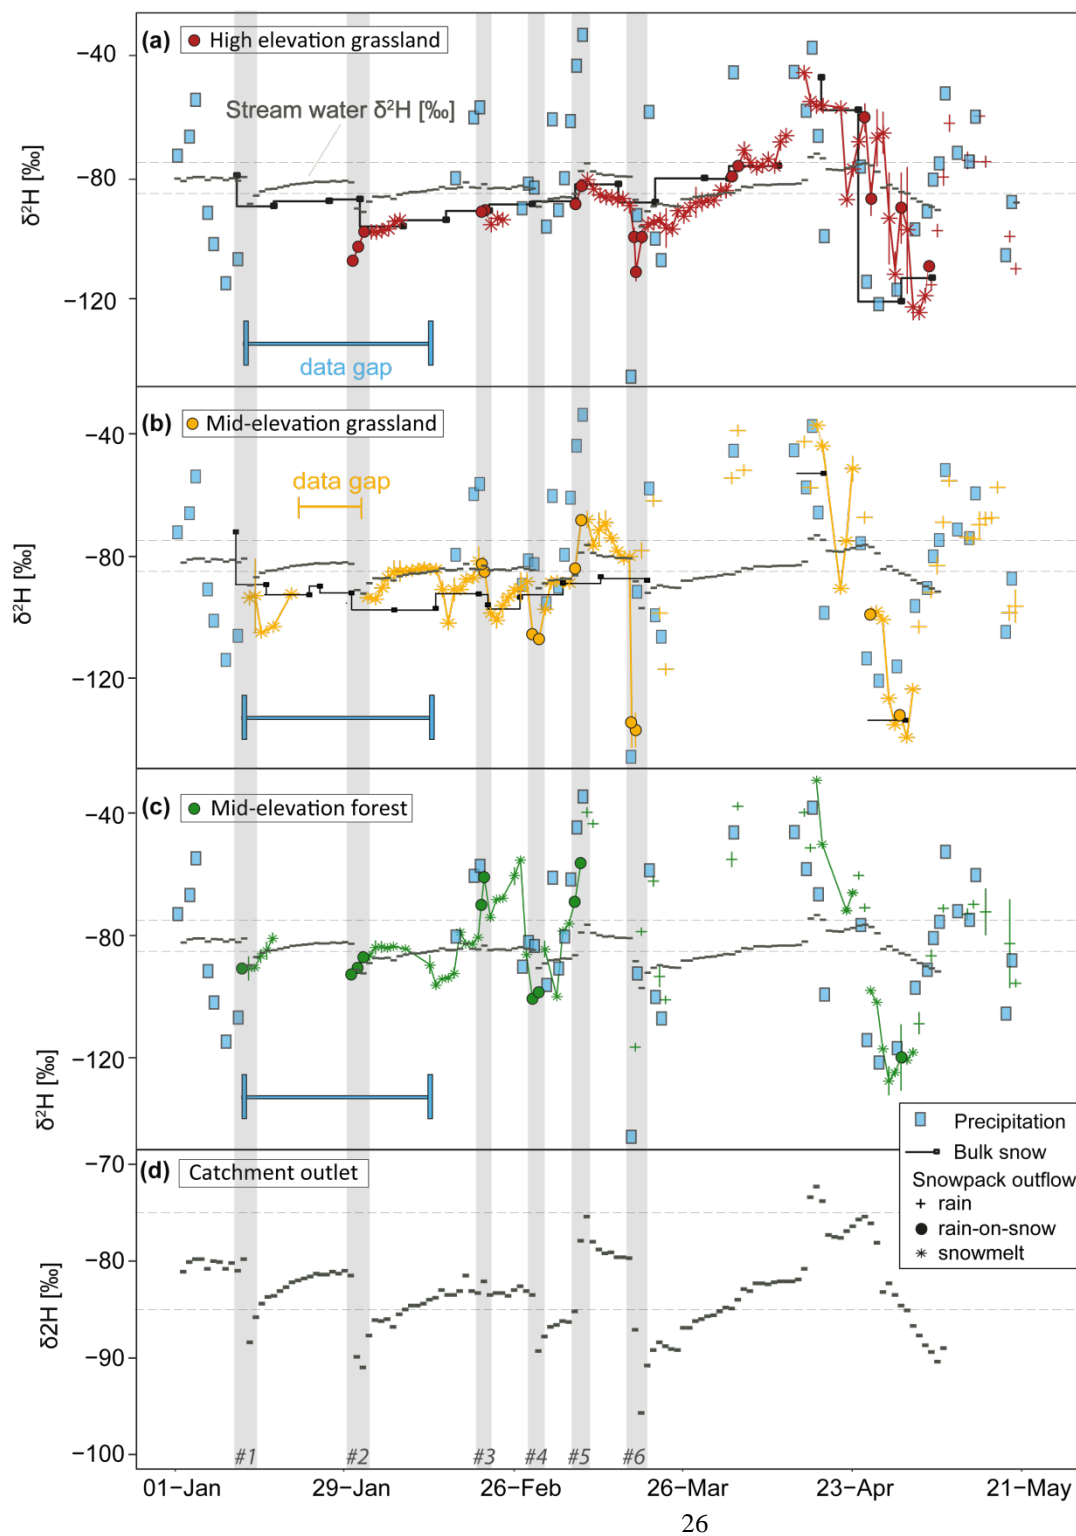 (a) High elevation grassland
−40
Stream water δ²H [‰]
δ²H [‰]
−80
−120
data gap
(b) Mid-elevation grassland
−40
data gap
δ²H [‰]
−80
−120
(c) Mid-elevation forest
−40
−80
δ²H [‰]
−120
Precipitation
Bulk snow
Snowpack outflow
rain
rain-on-snow
snowmelt
(d) Catchment outlet
−70
−80
δ2H [‰]
−90
−100
#1 #2 #3 #4 #5 #6
01−Jan 29−Jan 26−Feb 26−Mar 23−Apr 21−May
26